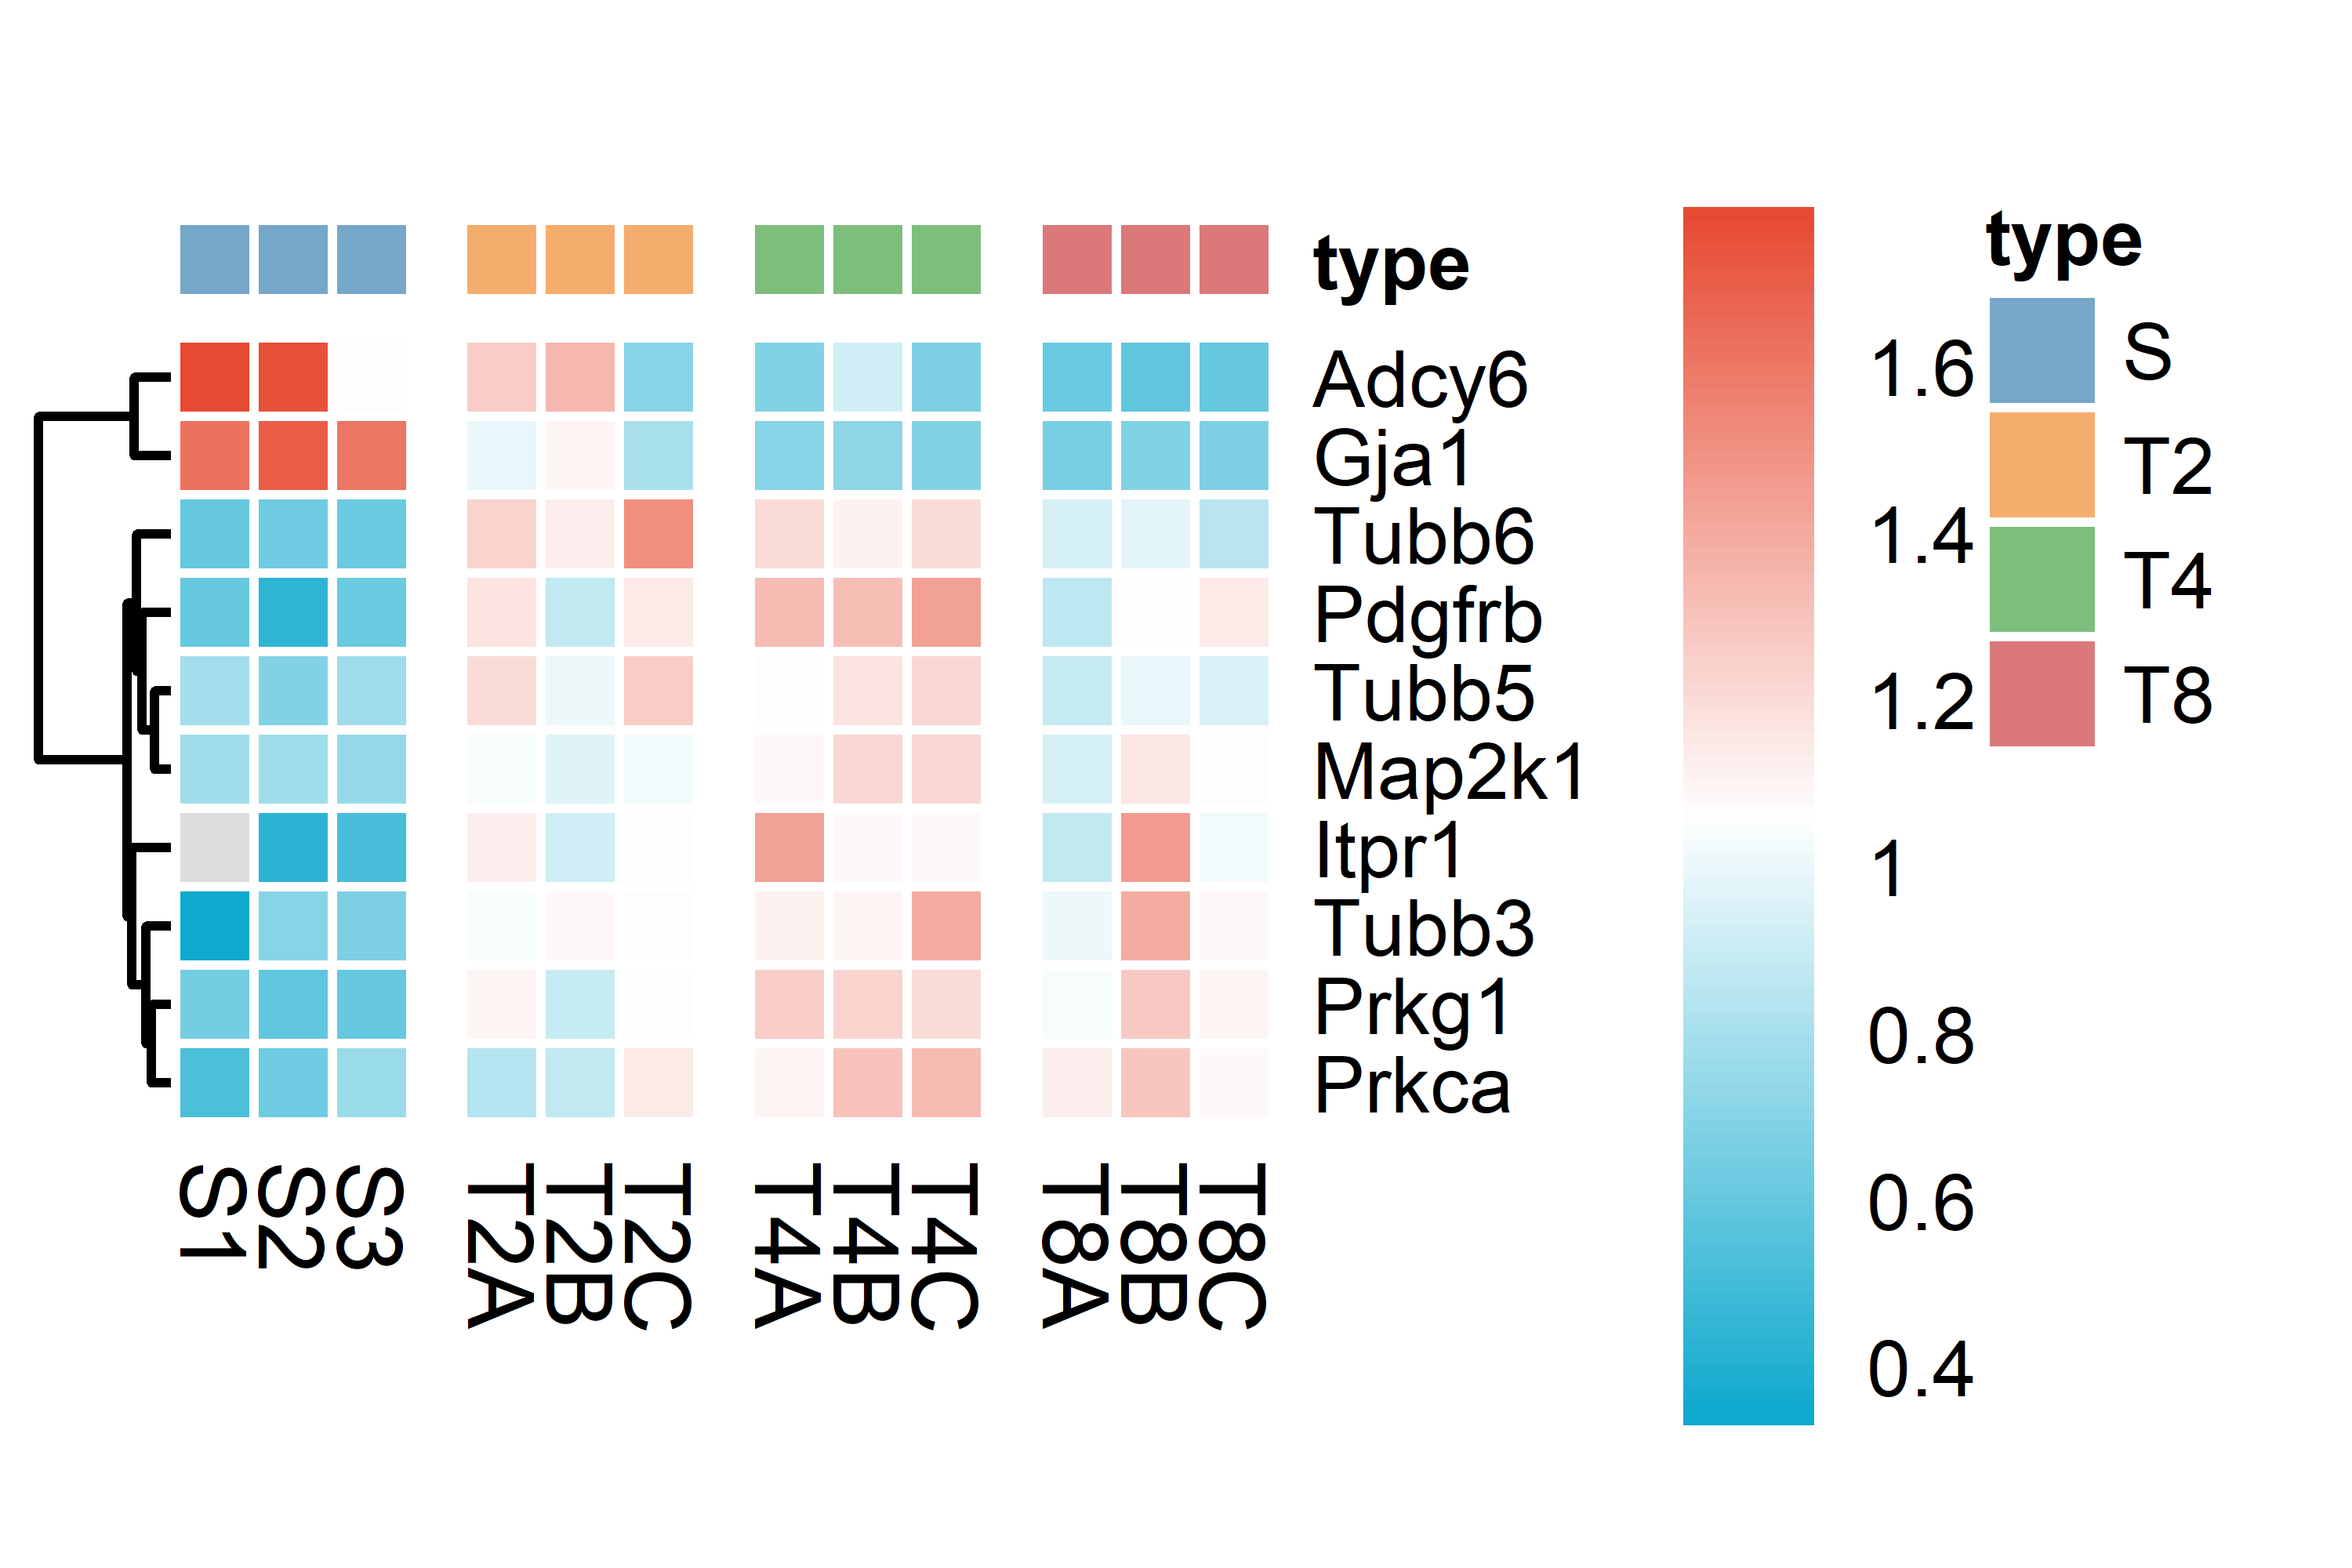 type
Adcy6
Gja1
Tubb6
Pdgfrb
Tubb5
Map2k1
Itpr1
Tubb3
Prkg1
Prkca
S1
S2
S3
T2A
T2B
T2C
T4A
T4B
T4C
T8A
T8B
T8C
1.6
1.4
1.2
1
0.8
0.6
0.4
type
S
T2
T4
T8